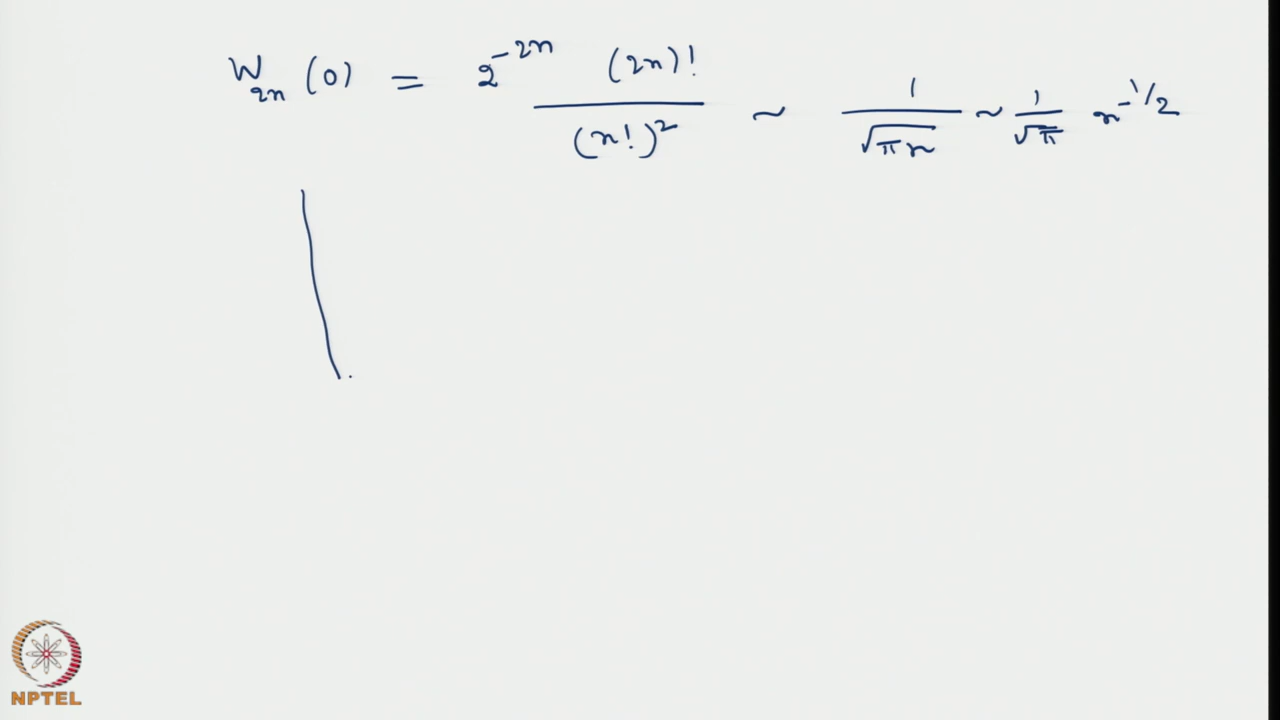 W_{2n}(0) = 2^{-2n} (2n)! / (n!)^2 ~ 1 / √(πn) ~ 1/√π n^{-1/2}
NPTEL